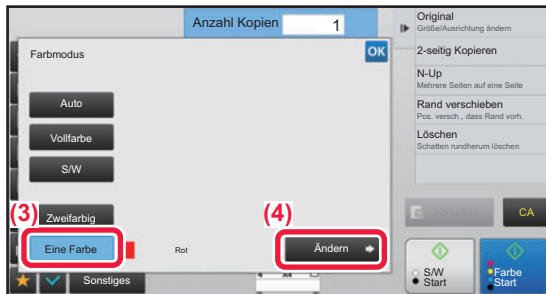 Anzahl Kopien 1
Farbmodus
OK
Auto
Vollfarbe
S/W
(3)
Zweifarbig
Eine Farbe
Rot
(4)
Ändern
Sonstiges
Original
Größe/Ausrichtung ändern
2-seitig Kopieren
N-Up
Mehrere Seiten auf eine Seite
Rand verschieben
Pos. versch., dass Rand vorh.
Löschen
Schatten rundherum löschen
CA
S/W
Start
Farbe
Start